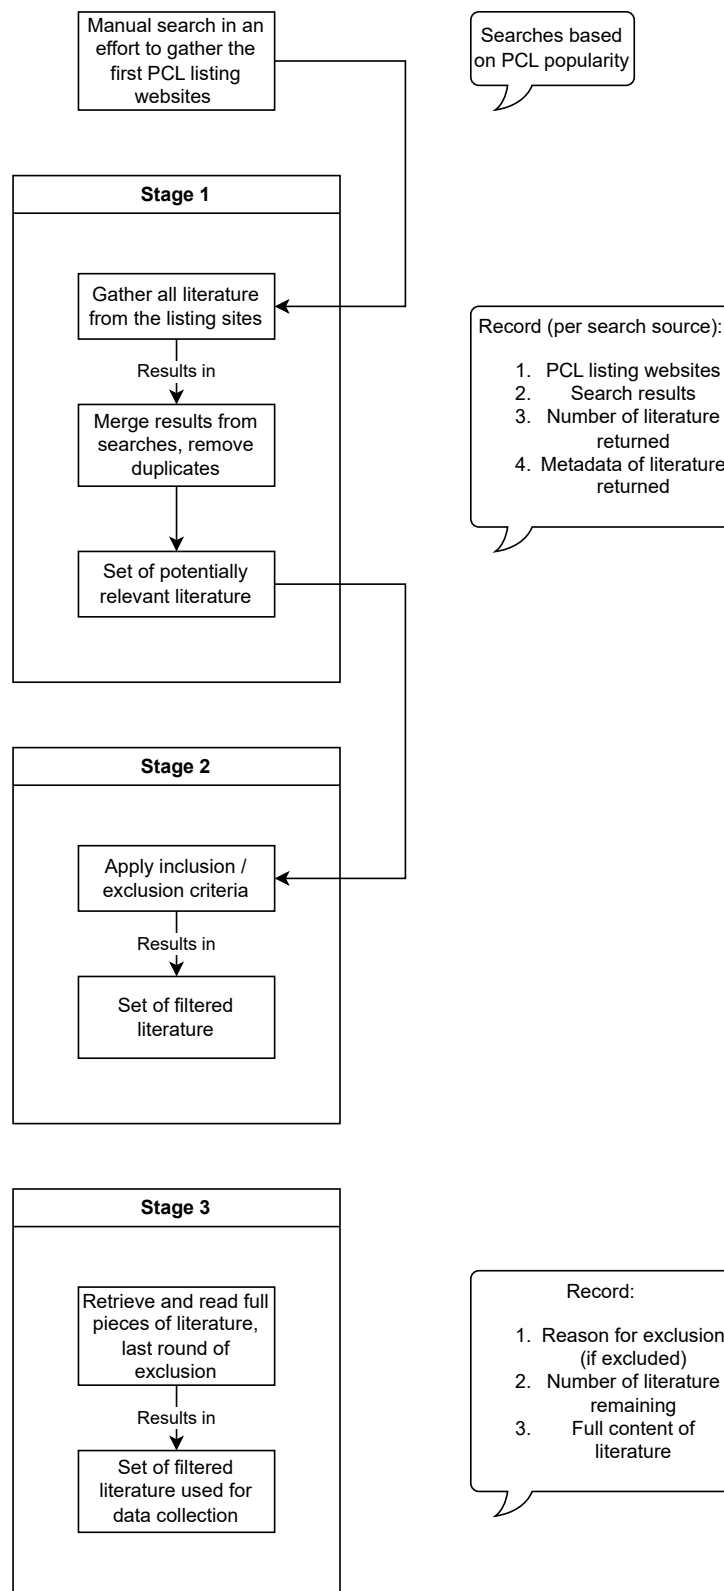 Manual search in an
effort to gather the
first PCL listing
websites
Searches based
on PCL popularity
Stage 1
Gather all literature
from the listing sites
Results in
Merge results from
searches, remove
duplicates
Set of potentially
relevant literature
Record (per search source):
1. PCL listing websites
2. Search results
3. Number of literature
returned
4. Metadata of literature
returned
Stage 2
Apply inclusion /
exclusion criteria
Results in
Set of filtered
literature
Stage 3
Retrieve and read full
pieces of literature,
last round of
exclusion
Results in
Set of filtered
literature used for
data collection
Record:
1. Reason for exclusion
(if excluded)
2. Number of literature
remaining
3. Full content of
literature